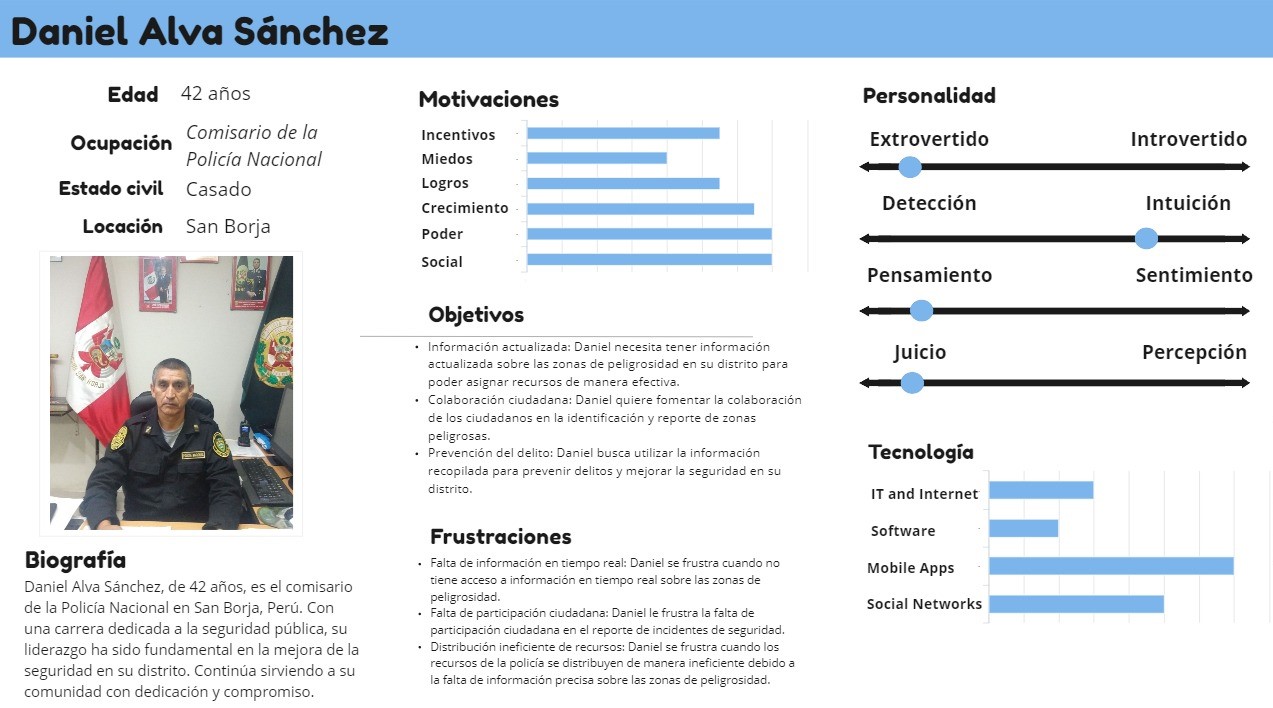 Daniel Alva Sánchez
Edad 42 años
Ocupación Comisario de la
Policía Nacional
Estado civil Casado
Locación San Borja
Biografía
Daniel Alva Sánchez, de 42 años, es el comisario
de la Policía Nacional en San Borja, Perú. Con
una carrera dedicada a la seguridad pública, su
liderazgo ha sido fundamental en la mejora de la
seguridad en su distrito. Continúa sirviendo a su
comunidad con dedicación y compromiso.
Motivaciones
Incentivos
Miedos
Logros
Crecimiento
Poder
Social
Objetivos
• Información actualizada: Daniel necesita tener información
actualizada sobre las zonas de peligrosidad en su distrito para
poder asignar recursos de manera efectiva.
• Colaboración ciudadana: Daniel quiere fomentar la colaboración
de los ciudadanos en la identificación y reporte de zonas
peligrosas.
• Prevención del delito: Daniel busca utilizar la información
recopilada para prevenir delitos y mejorar la seguridad en su
distrito.
Frustraciones
• Falta de información en tiempo real: Daniel se frustra cuando no
tiene acceso a información en tiempo real sobre las zonas de
peligrosidad.
• Falta de participación ciudadana: Daniel le frustra la falta de
participación ciudadana en el reporte de incidentes de seguridad.
• Distribución ineficiente de recursos: Daniel se frustra cuando los
recursos de la policía se distribuyen de manera ineficiente debido a
la falta de información precisa sobre las zonas de peligrosidad.
Personalidad
Extrovertido Introvertido
Detección Intuición
Pensamiento Sentimiento
Juicio Percepción
Tecnología
IT and Internet
Software
Mobile Apps
Social Networks